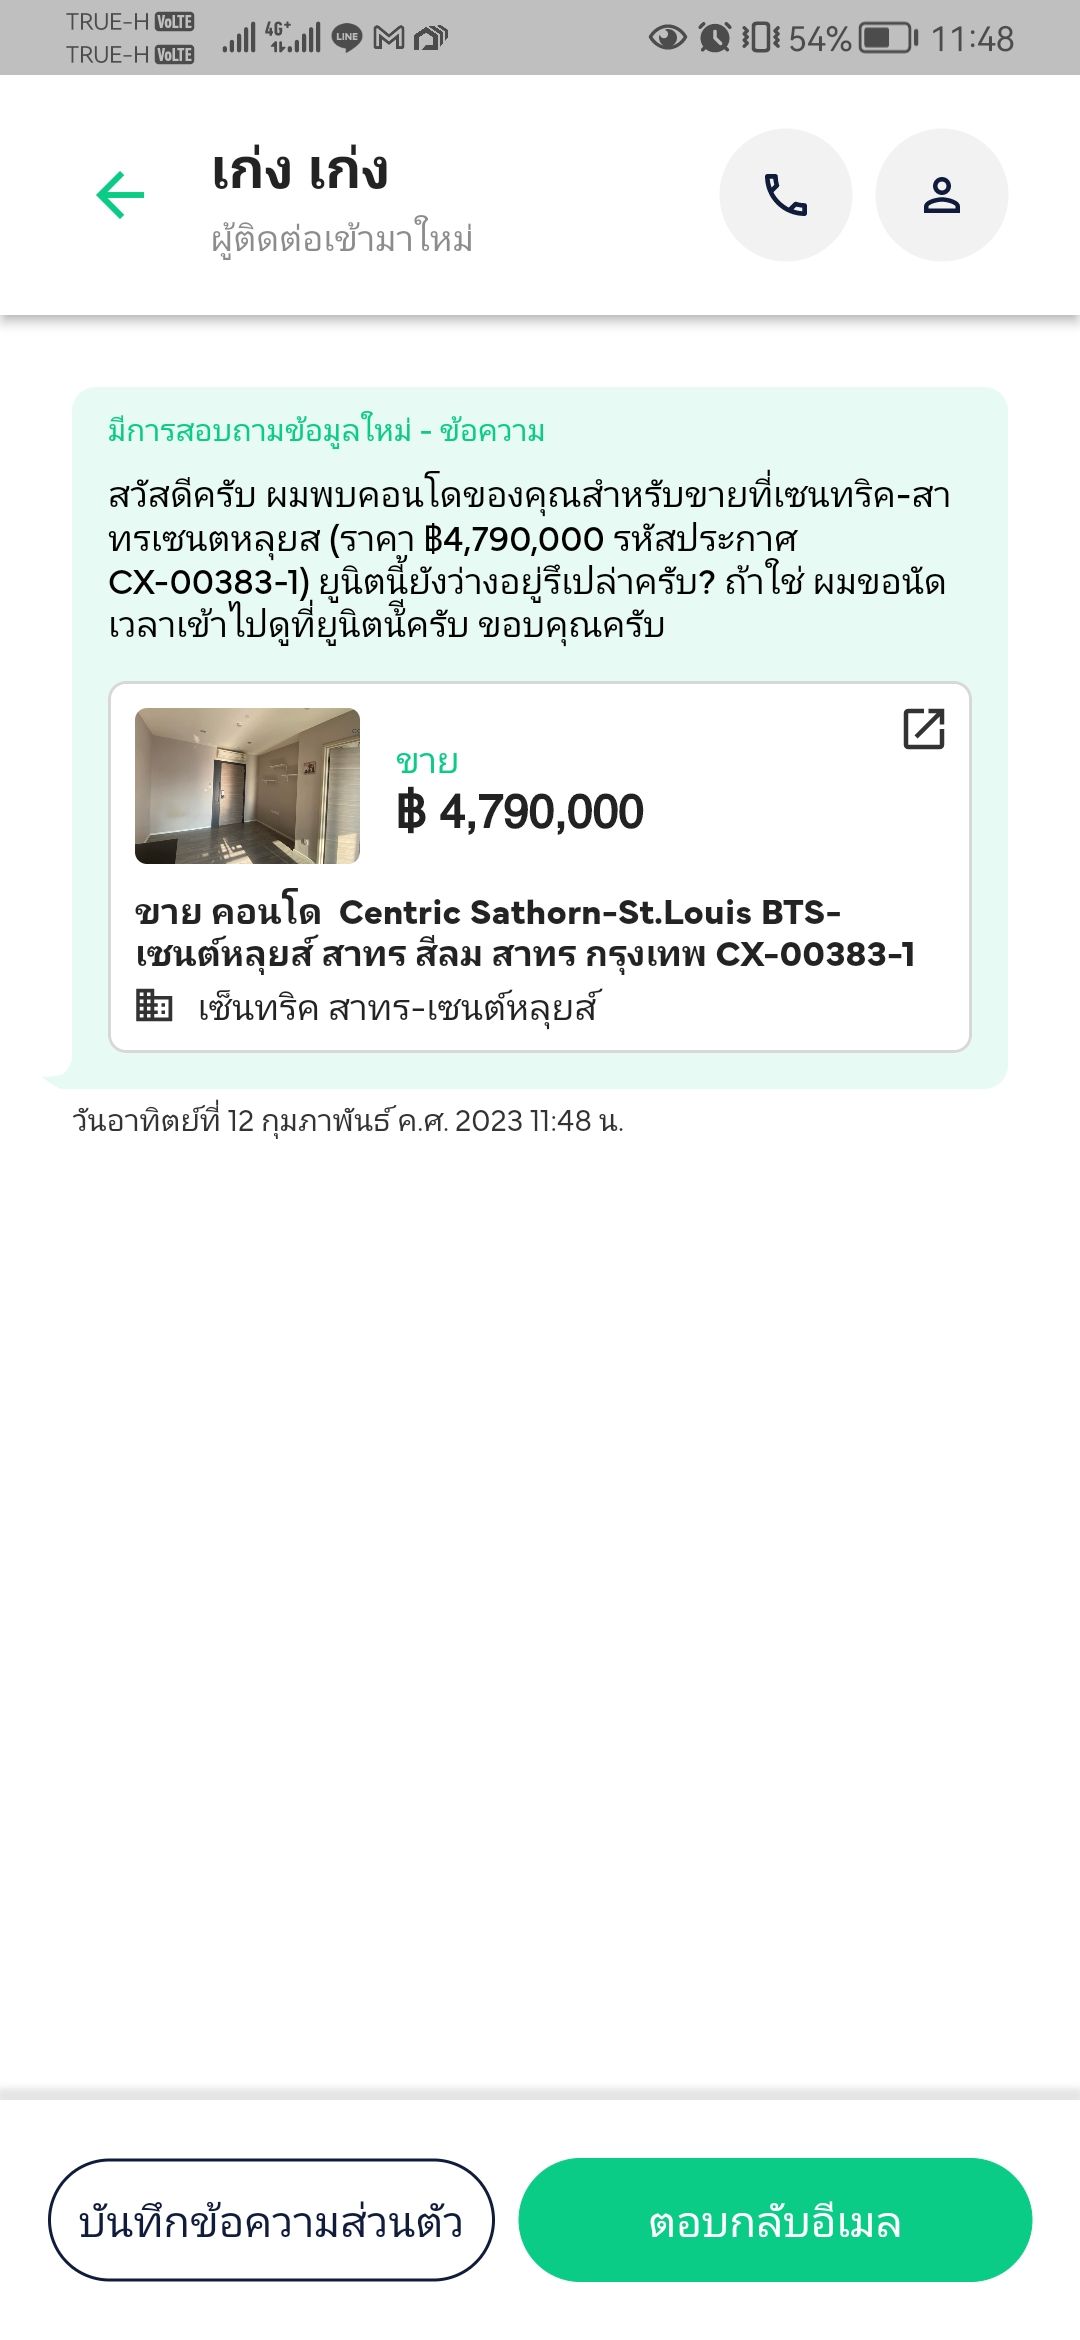 TRUE-H VoLTE
TRUE-H VoLTE
4G+
LINE
54%
11:48
เก่ง เก่ง
ผู้ติดต่อเข้ามาใหม่
มีการสอบถามข้อมูลใหม่ - ข้อความ
สวัสดีครับ ผมพบคอนโดของคุณสำหรับขายที่เซนทริค-สา
ทรเซนตหลุยส (ราคา ฿4,790,000 รหัสประกาศ
CX-00383-1) ยูนิตนี้ยังว่างอยู่รึเปล่าครับ? ถ้าใช่ ผมขอนัด
เวลาเข้าไปดูที่ยูนิตนี้ครับ ขอบคุณครับ
ขาย
฿ 4,790,000
ขาย คอนโด  Centric Sathorn-St.Louis BTS-
เซนต์หลุยส์ สาทร สีลม สาทร กรุงเทพ CX-00383-1
เซ็นทริค สาทร-เซนต์หลุยส์
วันอาทิตย์ที่ 12 กุมภาพันธ์ ค.ศ. 2023 11:48 น.
บันทึกข้อความส่วนตัว
ตอบกลับอีเมล